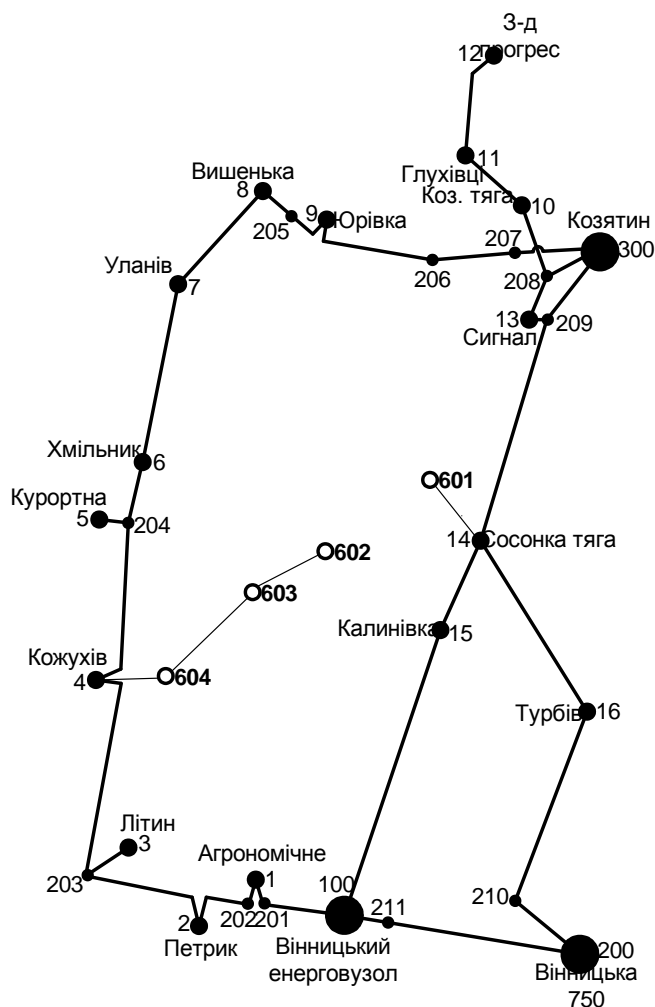 З-д
12 прогрес
11
Глухівці
Вишенька
8
Коз. тяга 10
9 Юрівка
205
Козятин
207
300
206
208
Уланів
7
13 209
Сигнал
Хмільник
6
601
Курортна
5 204
14 Сосонка тяга
602
603
Калинівка 15
Кожухів
4 604
Турбів 16
Літин
3
Агрономічне
1
203
100
210
202 201
211
2
Петрик
Вінницький
енерговузол
200
Вінницька
750